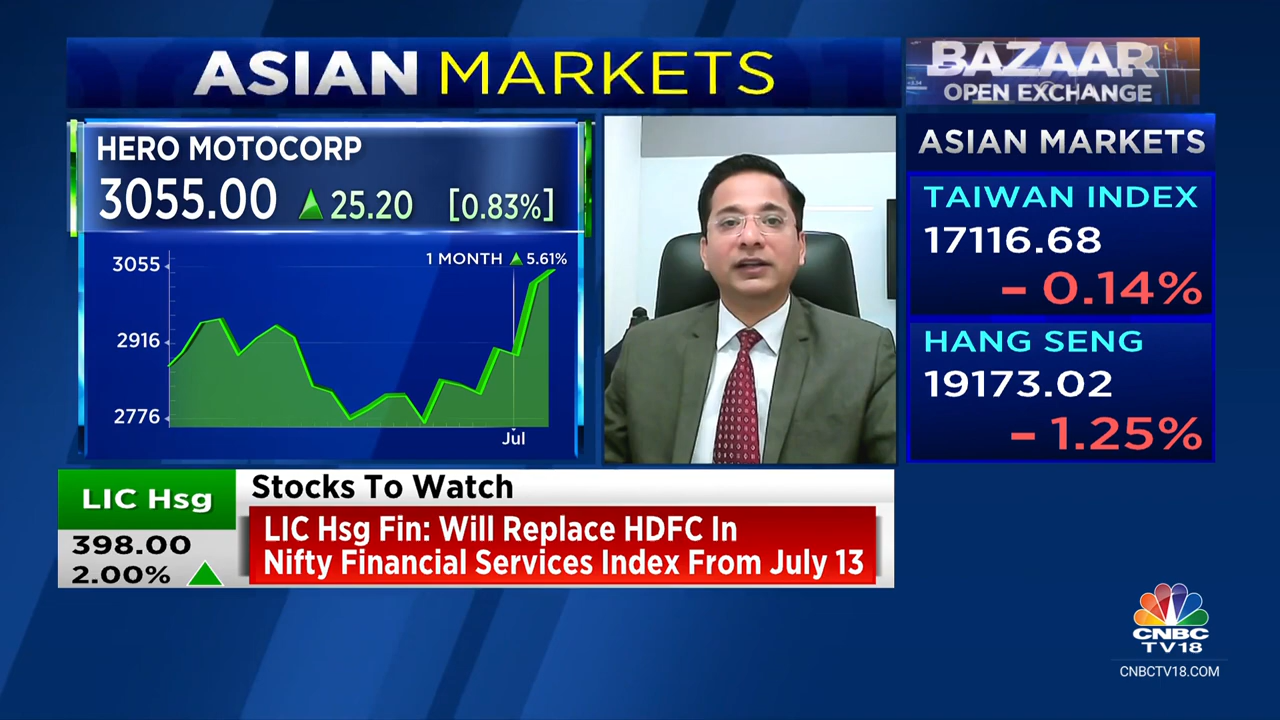 ASIAN MARKETS
BAZAAR
OPEN EXCHANGE
HERO MOTOCORP
3055.00 ▲ 25.20 [0.83%]
1 MONTH ▲ 5.61%
3055
2916
2776
Jul
ASIAN MARKETS
TAIWAN INDEX
17116.68
– 0.14%
HANG SENG
19173.02
– 1.25%
LIC Hsg
398.00
2.00% ▲
Stocks To Watch
LIC Hsg Fin: Will Replace HDFC In
Nifty Financial Services Index From July 13
CNBC
TV18
CNBCTV18.COM